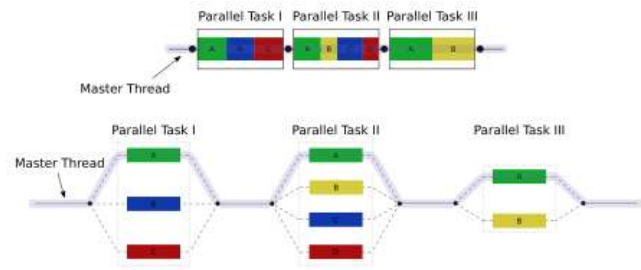 Parallel Task I Parallel Task II Parallel Task III
A B C A B C D A B
Master Thread
Parallel Task I Parallel Task II Parallel Task III
Master Thread
A A
B A
B
C B
C D